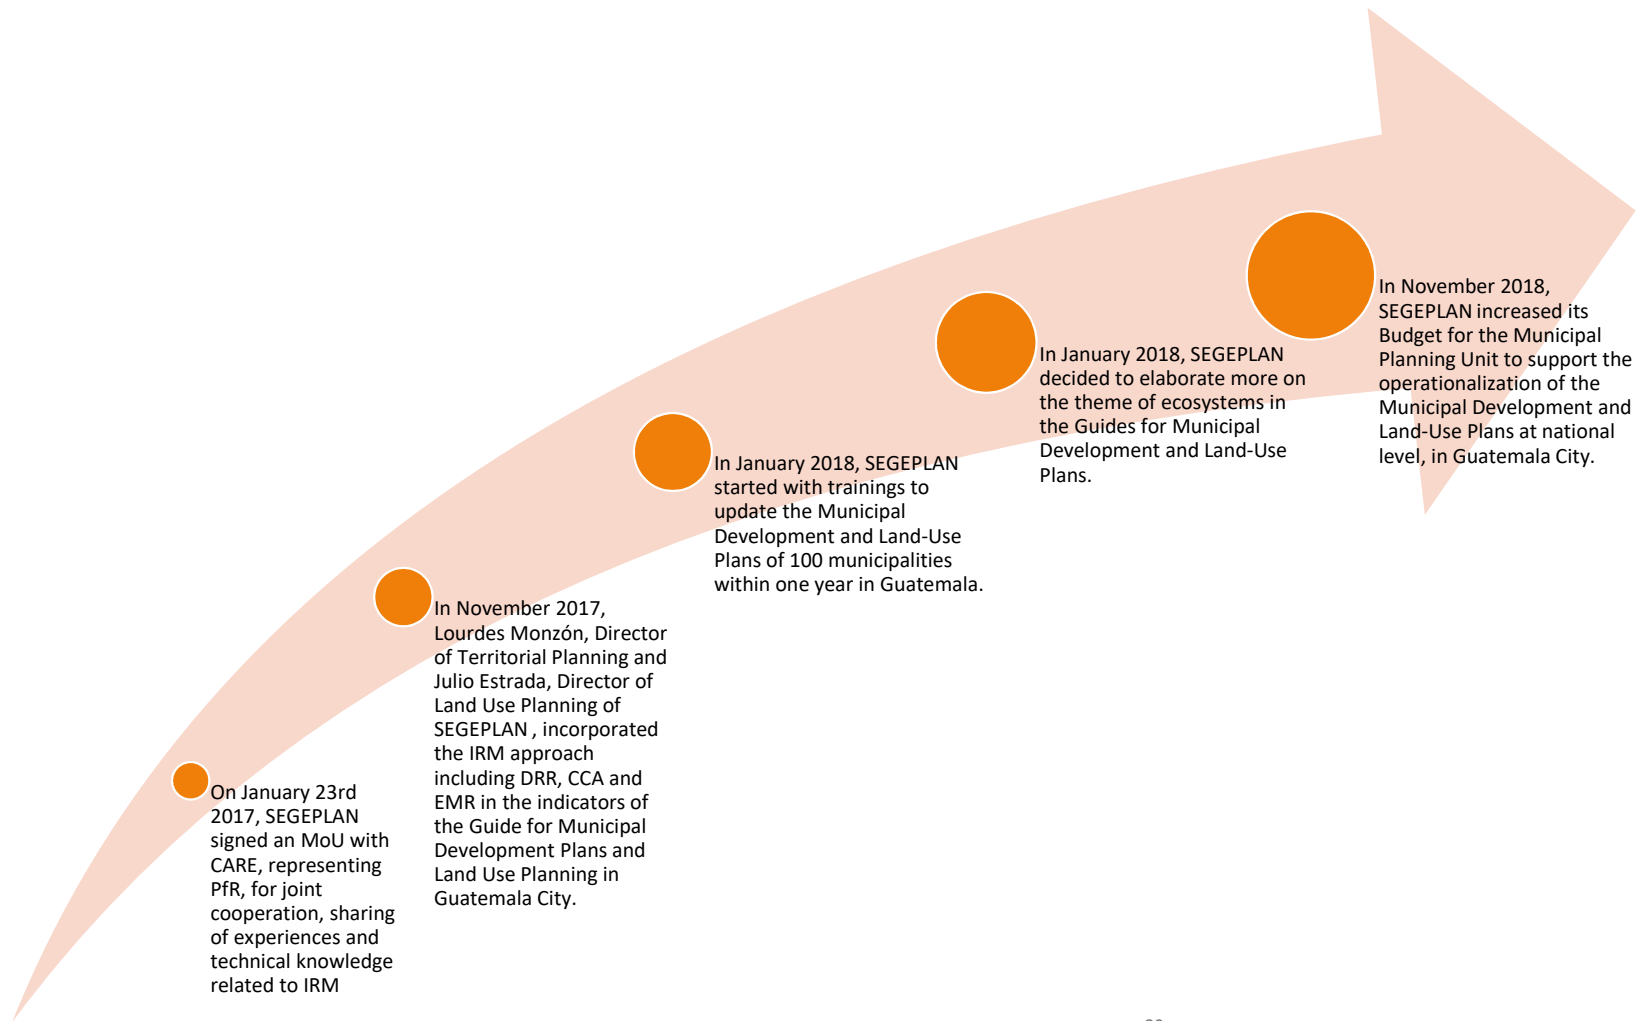 On January 23rd
2017, SEGEPLAN
signed an MoU with
CARE, representing
PfR, for joint
cooperation, sharing
of experiences and
technical knowledge
related to IRM
In November 2017,
Lourdes Monzón, Director
of Territorial Planning and
Julio Estrada, Director of
Land Use Planning of
SEGEPLAN , incorporated
the IRM approach
including DRR, CCA and
EMR in the indicators of
the Guide for Municipal
Development Plans and
Land Use Planning in
Guatemala City.
In January 2018, SEGEPLAN
started with trainings to
update the Municipal
Development and Land-Use
Plans of 100 municipalities
within one year in Guatemala.
In January 2018, SEGEPLAN
decided to elaborate more on
the theme of ecosystems in
the Guides for Municipal
Development and Land-Use
Plans.
In November 2018,
SEGEPLAN increased its
Budget for the Municipal
Planning Unit to support the
operationalization of the
Municipal Development and
Land-Use Plans at national
level, in Guatemala City.